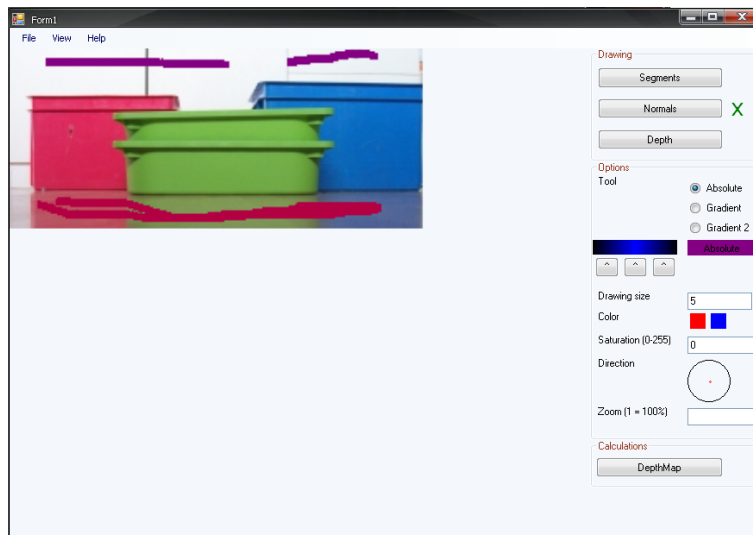 Form1
File View Help
Drawing
Segments
Normals X
Depth
Options
Tool
Absolute
Gradient
Gradient 2
Absolute
^ ^ ^
Drawing size 5
Color
Saturation (0-255) 0
Direction
Zoom (1 = 100%)
Calculations
DepthMap